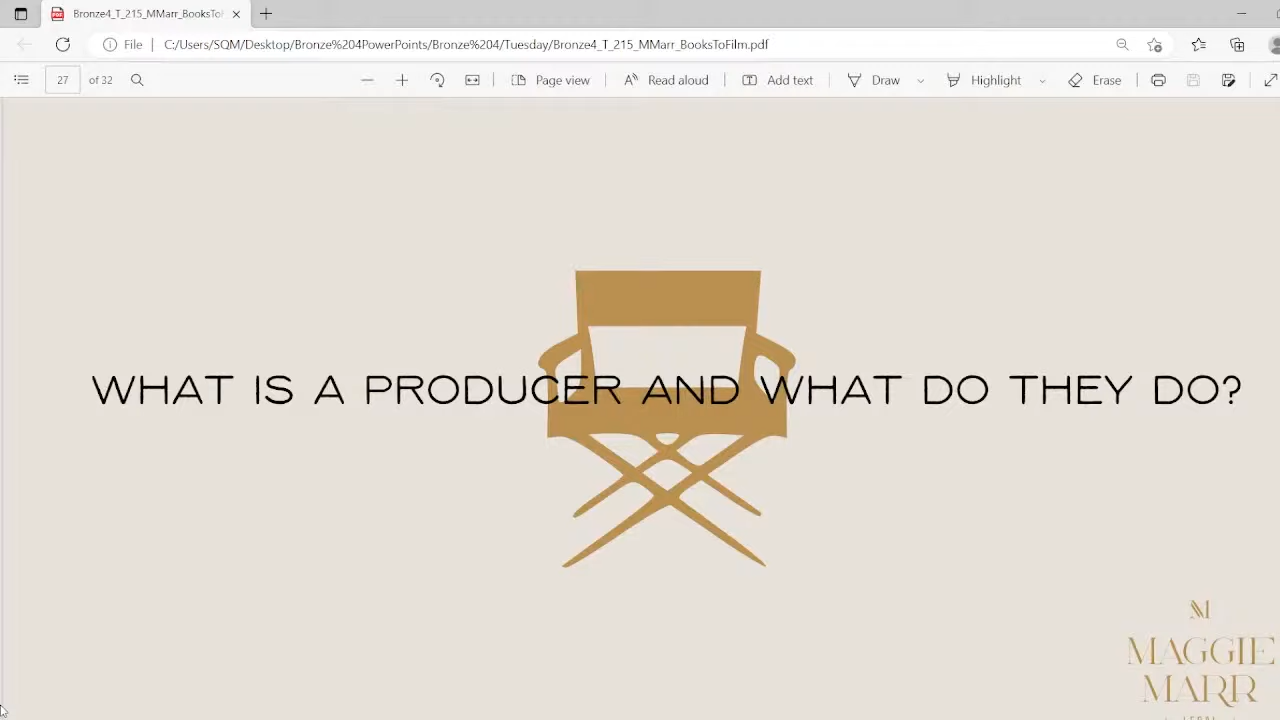 Bronze4_T_215_MMarr_BooksToF
File
C:/Users/SQM/Desktop/Bronze%204PowerPoints/Bronze%204/Tuesday/Bronze4_T_215_MMarr_BooksToFilm.pdf
27 of 32
Page view
Read aloud
Add text
Draw
Highlight
Erase
WHAT IS A PRODUCER AND WHAT DO THEY DO?
MAGGIE
MARR